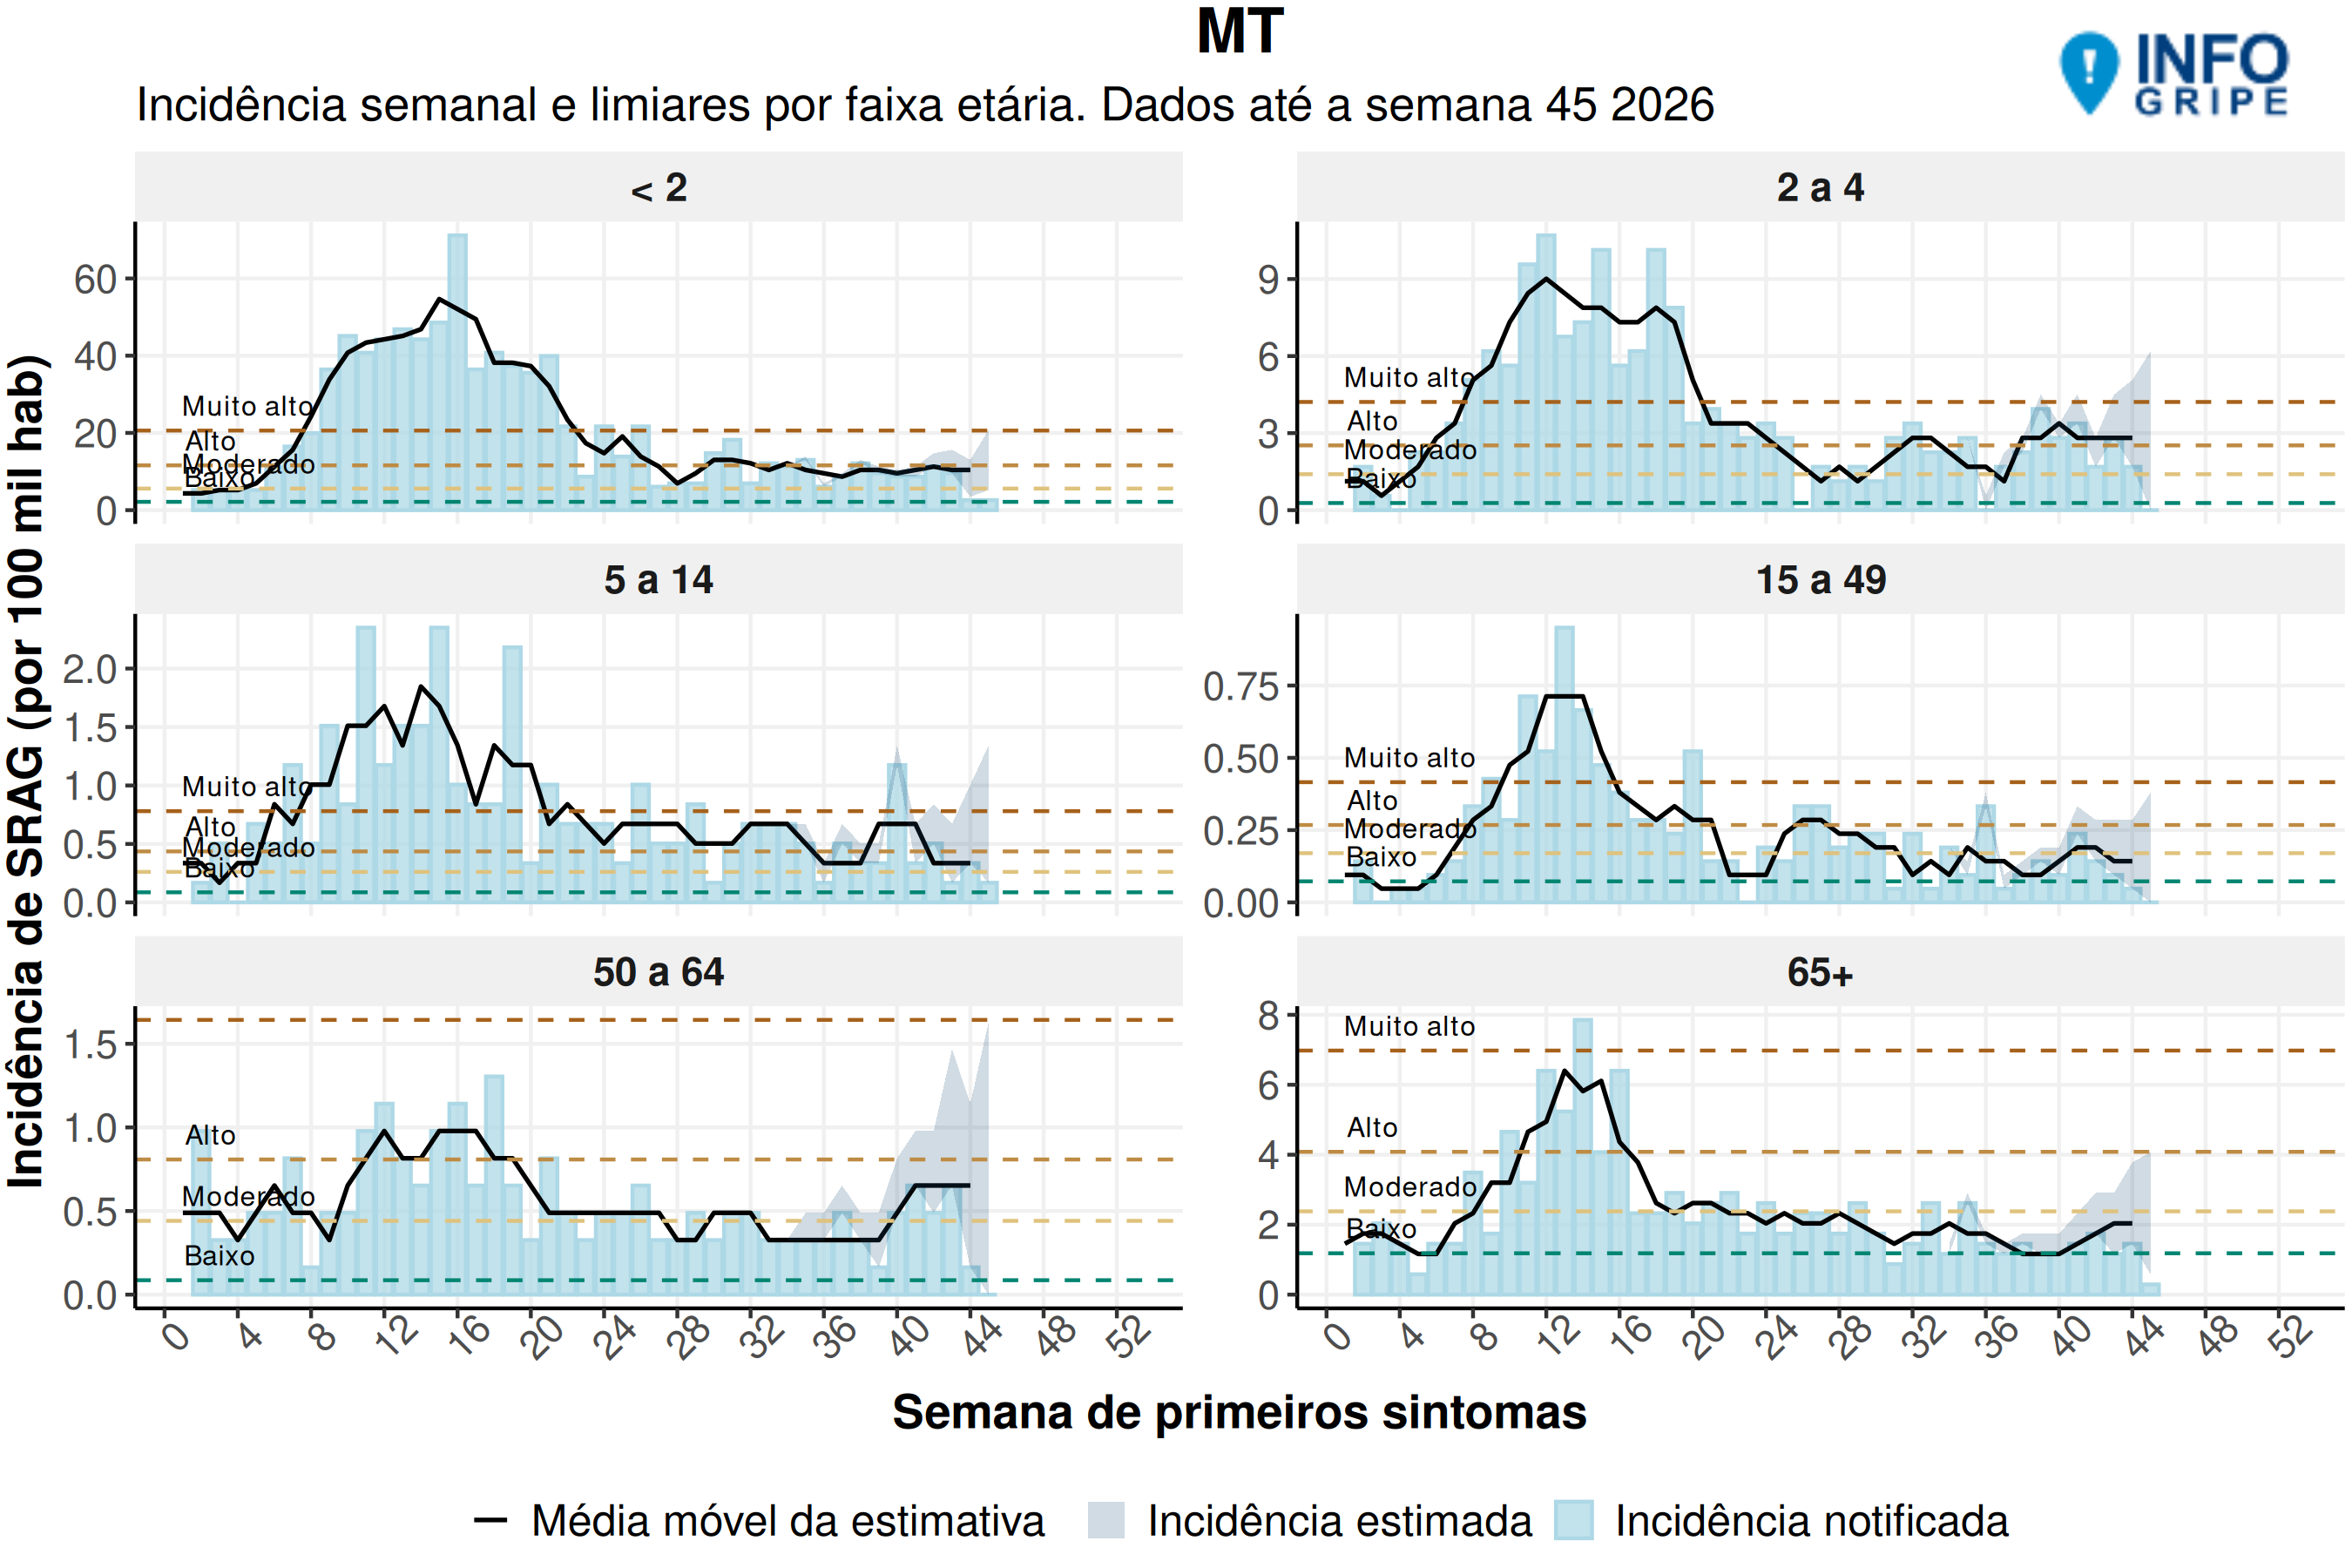 MT
INFO
GRIPE
Incidência semanal e limiares por faixa etária. Dados até a semana 45 2026
Incidência de SRAG (por 100 mil hab)
< 2
60
40
20
0
Muito alto
Alto
Moderado
Baixo
2 a 4
9
6
3
0
Muito alto
Alto
Moderado
Baixo
5 a 14
2.0
1.5
1.0
0.5
0.0
Muito alto
Alto
Moderado
Baixo
15 a 49
0.75
0.50
0.25
0.00
Muito alto
Alto
Moderado
Baixo
50 a 64
1.5
1.0
0.5
0.0
Alto
Moderado
Baixo
0 4 8 12 16 20 24 28 32 36 40 44 48 52
65+
8
6
4
2
0
Muito alto
Alto
Moderado
Baixo
0 4 8 12 16 20 24 28 32 36 40 44 48 52
Semana de primeiros sintomas
Média móvel da estimativa Incidência estimada Incidência notificada